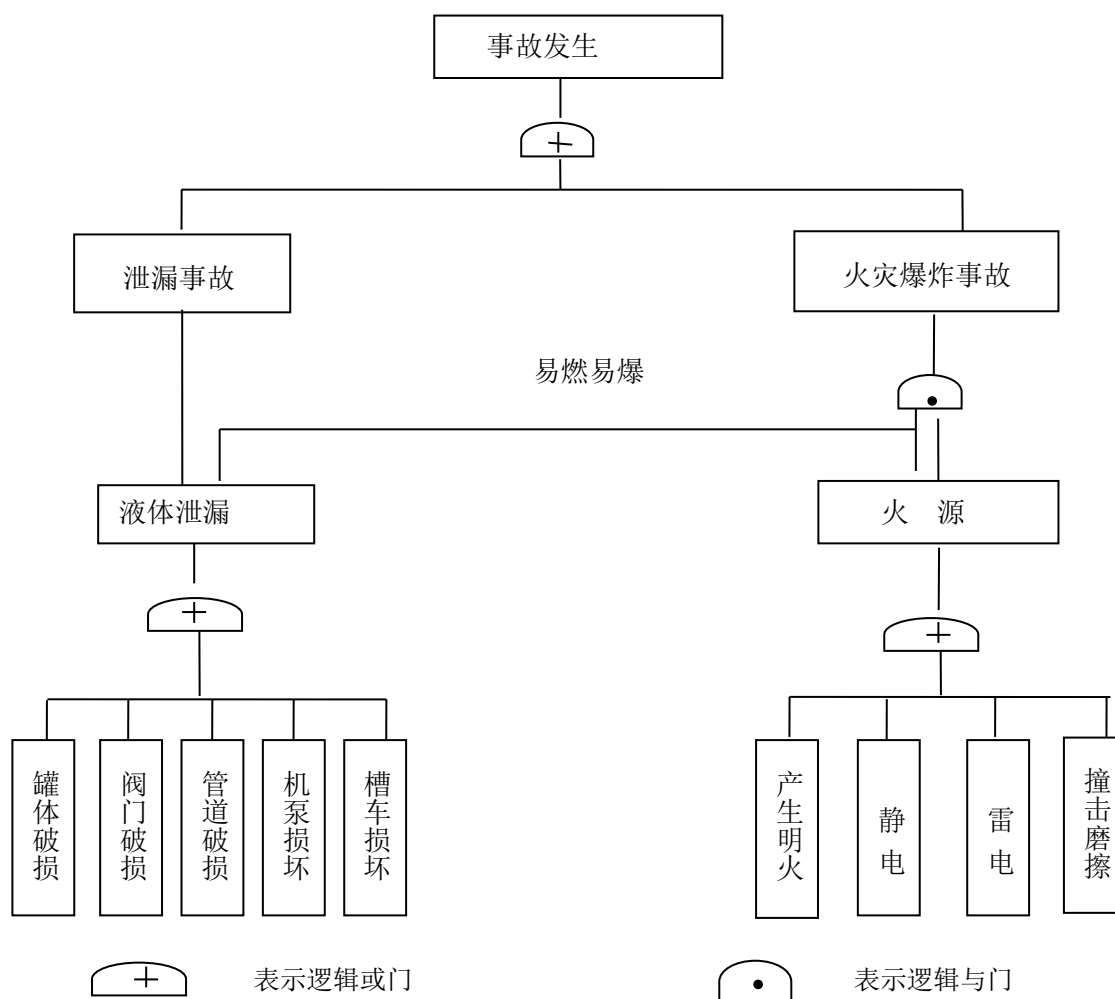 事故发生
泄漏事故
火灾爆炸事故
易燃易爆
液体泄漏
火 源
罐体破损
阀门破损
管道破损
机泵损坏
槽车损坏
产生明火
静电
雷电
撞击磨擦
表示逻辑或门
表示逻辑与门